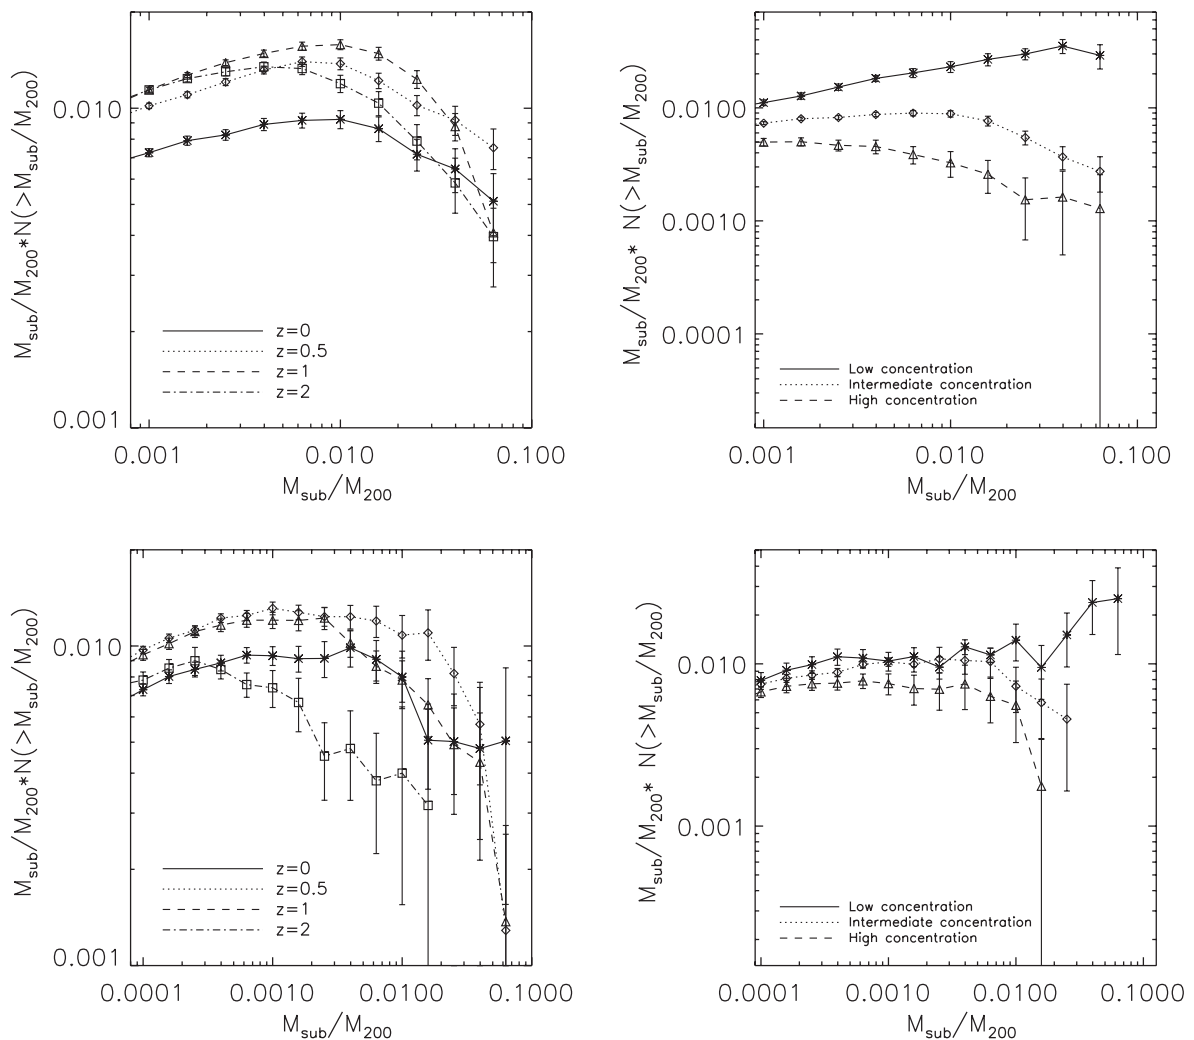 M_sub/M_200*N(>M_sub/M_200)
0.010
0.001
z=0
z=0.5
z=1
z=2
0.001 0.010 0.100
M_sub/M_200
M_sub/M_200* N(>M_sub/M_200)
0.0100
0.0010
0.0001
Low concentration
Intermediate concentration
High concentration
0.001 0.010 0.100
M_sub/M_200
M_sub/M_200*N(>M_sub/M_200)
0.010
0.001
z=0
z=0.5
z=1
z=2
0.0001 0.0010 0.0100 0.1000
M_sub/M_200
M_sub/M_200* N(>M_sub/M_200)
0.010
0.001
Low concentration
Intermediate concentration
High concentration
0.0001 0.0010 0.0100 0.1000
M_sub/M_200